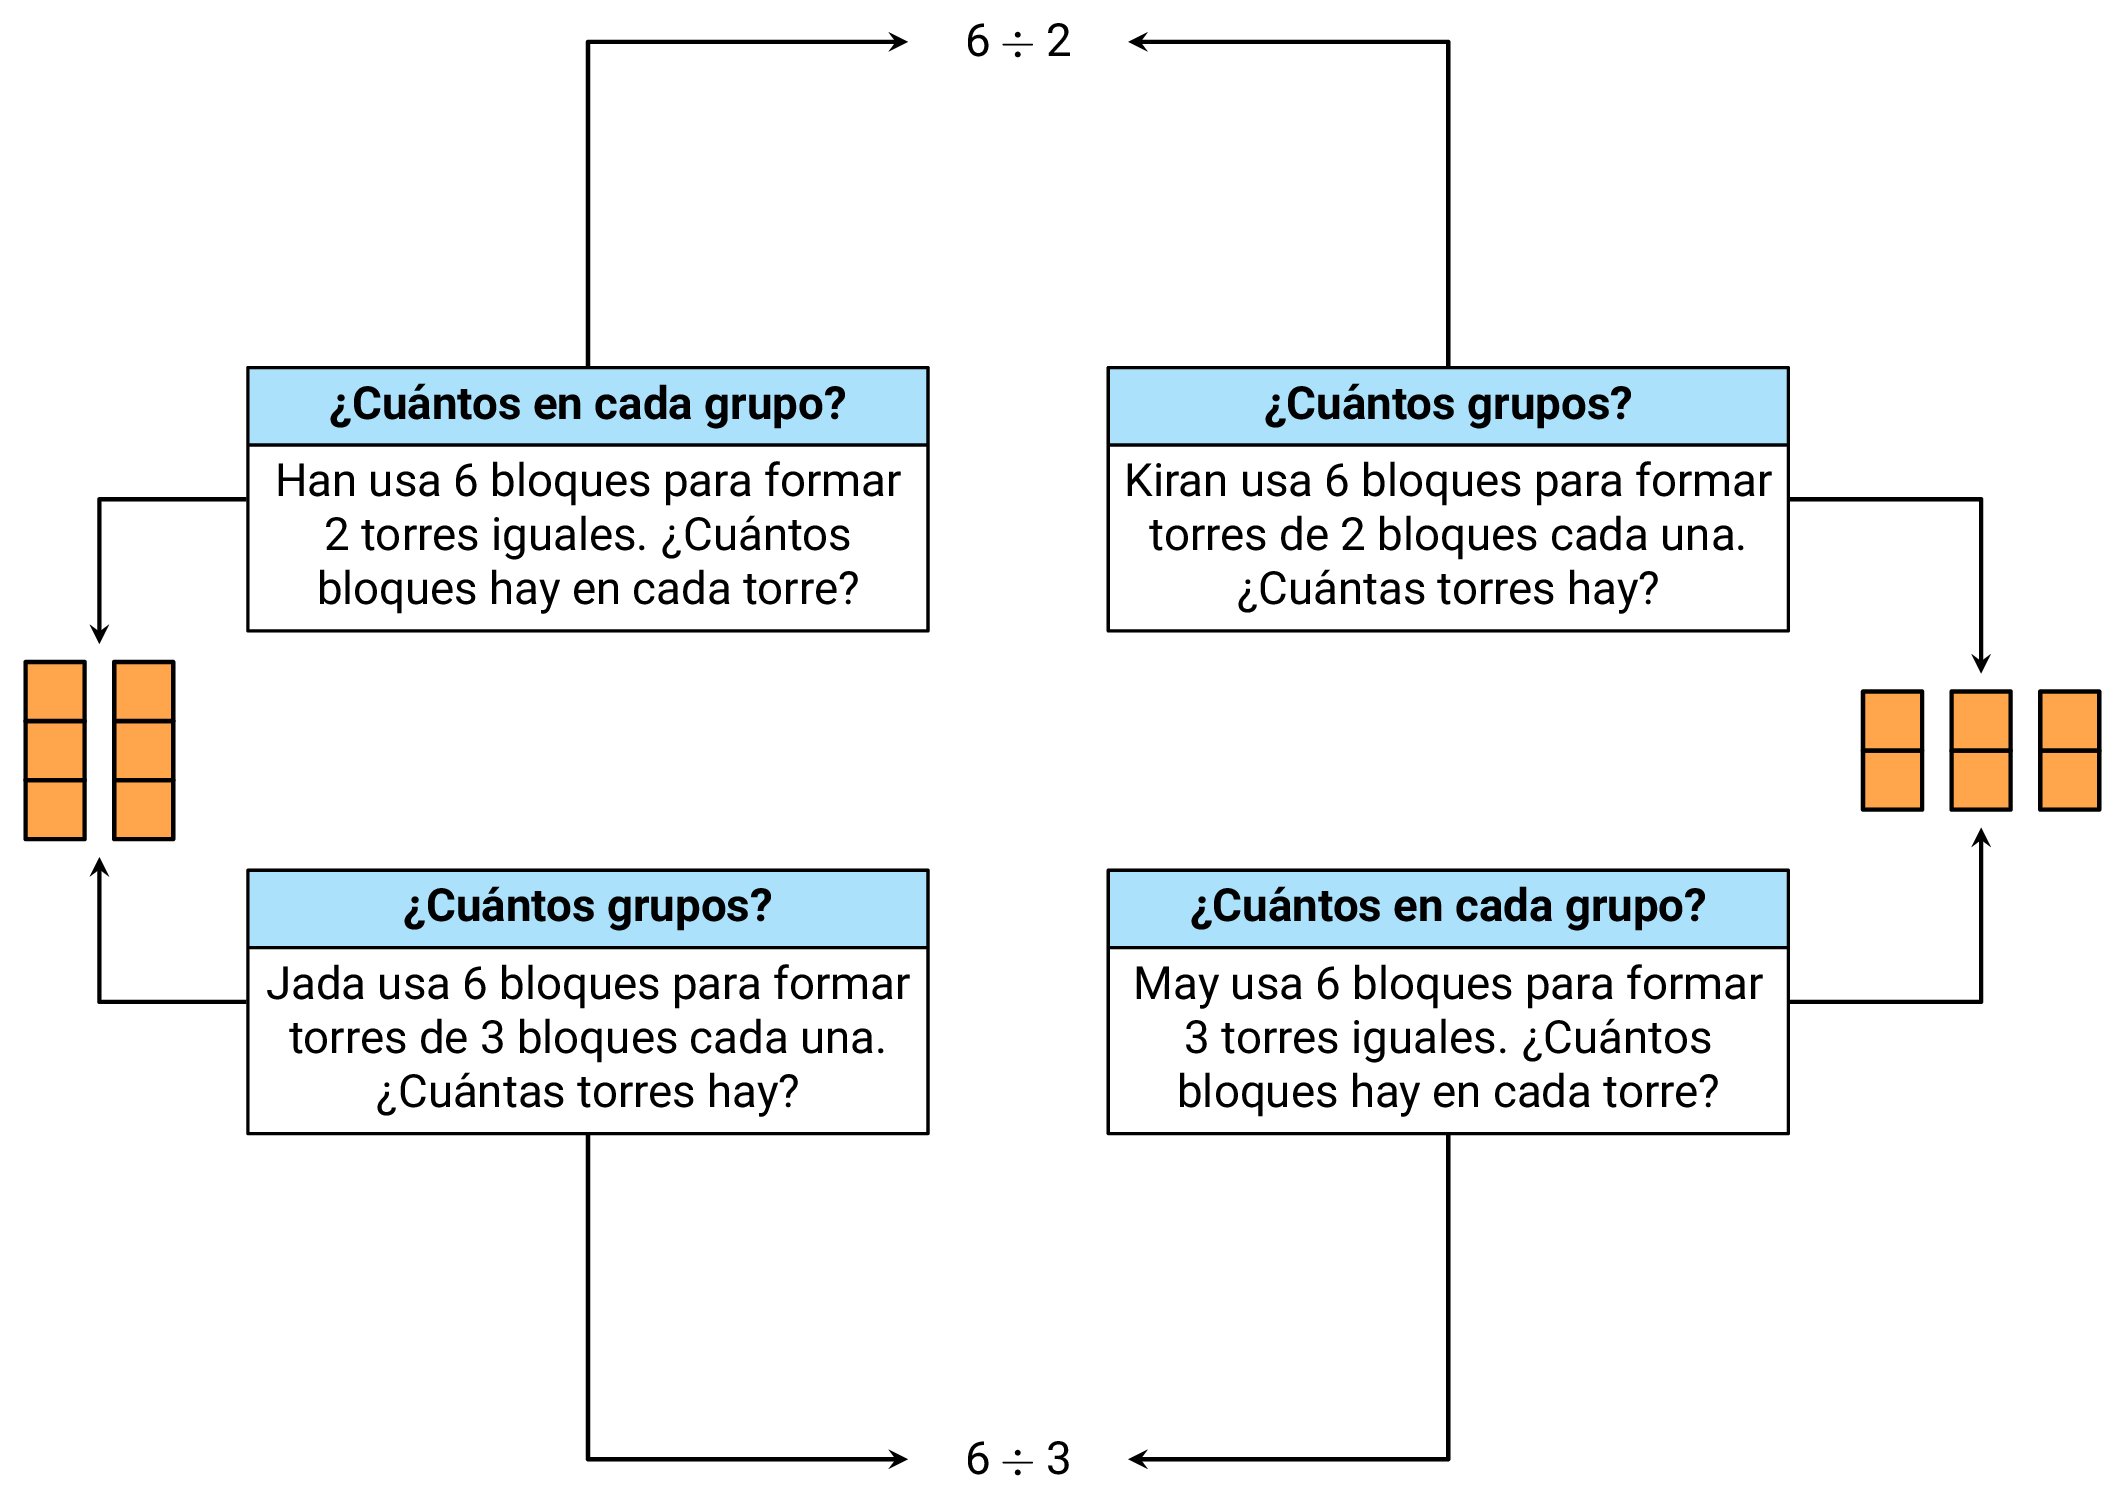 6 ÷ 2
¿Cuántos en cada grupo?
Han usa 6 bloques para formar
2 torres iguales. ¿Cuántos
bloques hay en cada torre?
¿Cuántos grupos?
Kiran usa 6 bloques para formar
torres de 2 bloques cada una.
¿Cuántas torres hay?
¿Cuántos grupos?
Jada usa 6 bloques para formar
torres de 3 bloques cada una.
¿Cuántas torres hay?
¿Cuántos en cada grupo?
May usa 6 bloques para formar
3 torres iguales. ¿Cuántos
bloques hay en cada torre?
6 ÷ 3